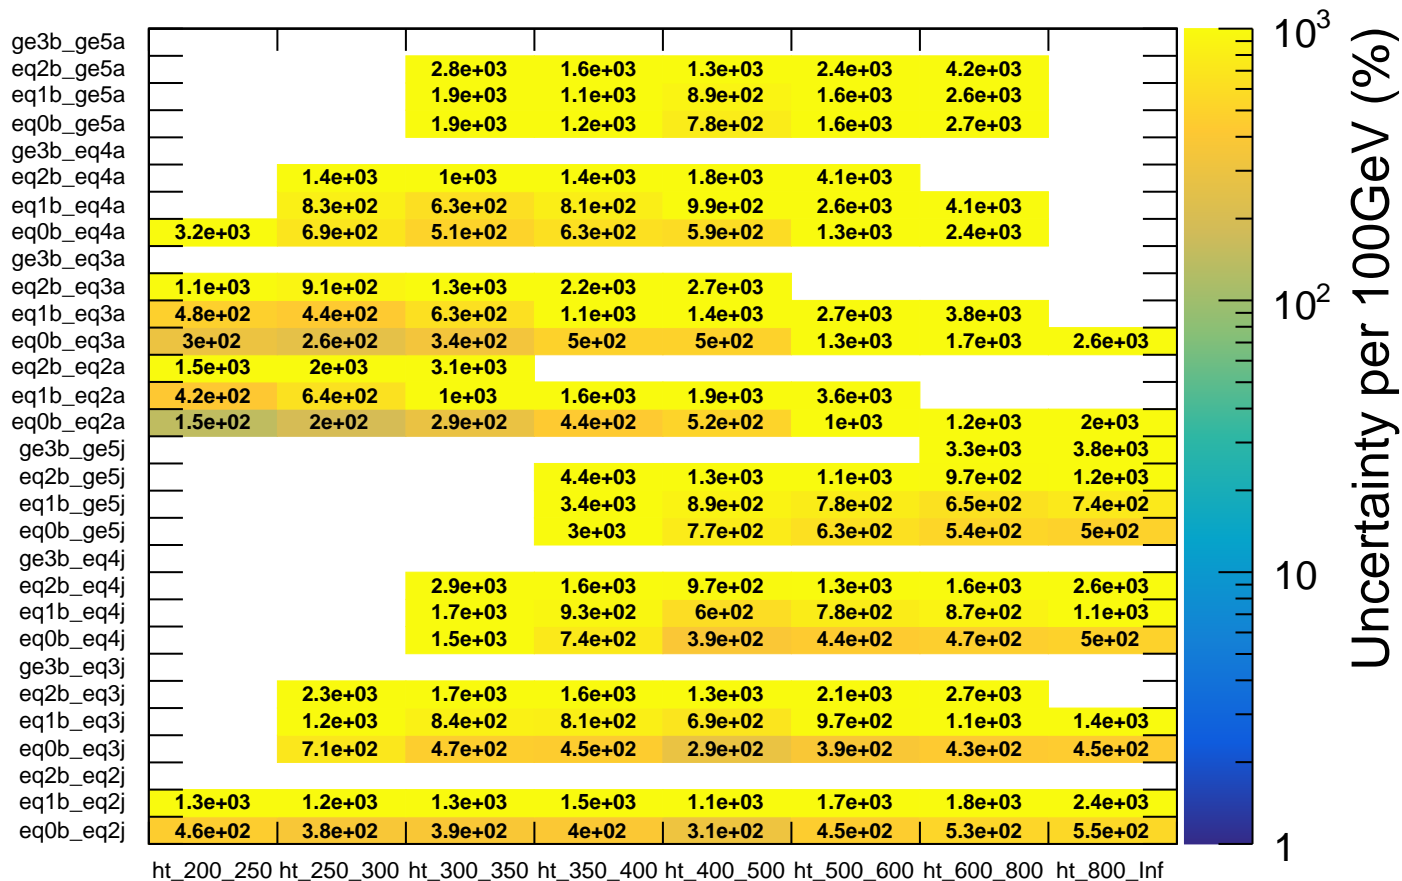 ge3b_ge5a
eq2b_ge5a 2.8e+03 1.6e+03 1.3e+03 2.4e+03 4.2e+03
eq1b_ge5a 1.9e+03 1.1e+03 8.9e+02 1.6e+03 2.6e+03
eq0b_ge5a 1.9e+03 1.2e+03 7.8e+02 1.6e+03 2.7e+03
ge3b_eq4a
eq2b_eq4a 1.4e+03 1e+03 1.4e+03 1.8e+03 4.1e+03
eq1b_eq4a 8.3e+02 6.3e+02 8.1e+02 9.9e+02 2.6e+03 4.1e+03
eq0b_eq4a 3.2e+03 6.9e+02 5.1e+02 6.3e+02 5.9e+02 1.3e+03 2.4e+03
ge3b_eq3a
eq2b_eq3a 1.1e+03 9.1e+02 1.3e+03 2.2e+03 2.7e+03
eq1b_eq3a 4.8e+02 4.4e+02 6.3e+02 1.1e+03 1.4e+03 2.7e+03 3.8e+03
eq0b_eq3a 3e+02 2.6e+02 3.4e+02 5e+02 5e+02 1.3e+03 1.7e+03 2.6e+03
eq2b_eq2a 1.5e+03 2e+03 3.1e+03
eq1b_eq2a 4.2e+02 6.4e+02 1e+03 1.6e+03 1.9e+03 3.6e+03
eq0b_eq2a 1.5e+02 2e+02 2.9e+02 4.4e+02 5.2e+02 1e+03 1.2e+03 2e+03
ge3b_ge5j 3.3e+03 3.8e+03
eq2b_ge5j 4.4e+03 1.3e+03 1.1e+03 9.7e+02 1.2e+03
eq1b_ge5j 3.4e+03 8.9e+02 7.8e+02 6.5e+02 7.4e+02
eq0b_ge5j 3e+03 7.7e+02 6.3e+02 5.4e+02 5e+02
ge3b_eq4j
eq2b_eq4j 2.9e+03 1.6e+03 9.7e+02 1.3e+03 1.6e+03 2.6e+03
eq1b_eq4j 1.7e+03 9.3e+02 6e+02 7.8e+02 8.7e+02 1.1e+03
eq0b_eq4j 1.5e+03 7.4e+02 3.9e+02 4.4e+02 4.7e+02 5e+02
ge3b_eq3j
eq2b_eq3j 2.3e+03 1.7e+03 1.6e+03 1.3e+03 2.1e+03 2.7e+03
eq1b_eq3j 1.2e+03 8.4e+02 8.1e+02 6.9e+02 9.7e+02 1.1e+03 1.4e+03
eq0b_eq3j 7.1e+02 4.7e+02 4.5e+02 2.9e+02 3.9e+02 4.3e+02 4.5e+02
eq2b_eq2j
eq1b_eq2j 1.3e+03 1.2e+03 1.3e+03 1.5e+03 1.1e+03 1.7e+03 1.8e+03 2.4e+03
eq0b_eq2j 4.6e+02 3.8e+02 3.9e+02 4e+02 3.1e+02 4.5e+02 5.3e+02 5.5e+02
ht_200_250 ht_250_300 ht_300_350 ht_350_400 ht_400_500 ht_500_600 ht_600_800 ht_800_Inf
10³
10²
10
1
Uncertainty per 100GeV (%)